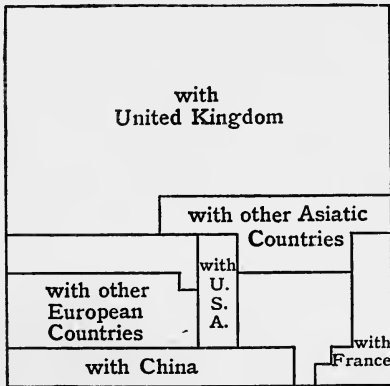 with
United Kingdom
with other Asiatic
Countries
with
U.
S.
A.
with other
European
Countries
with
France
with China